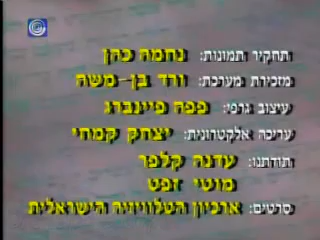 תחקיר תמונות: נחמה כהן
מזכירת מערכת: ורד בן-משה
עיצוב גרפי: פפה פיינברג
עריכה אלקטרונית: יצחק קמחי
תודתנו: עדנה קלפר
מוטי זפט
סרטים: ארכיון הטלוויזיה הישראלית